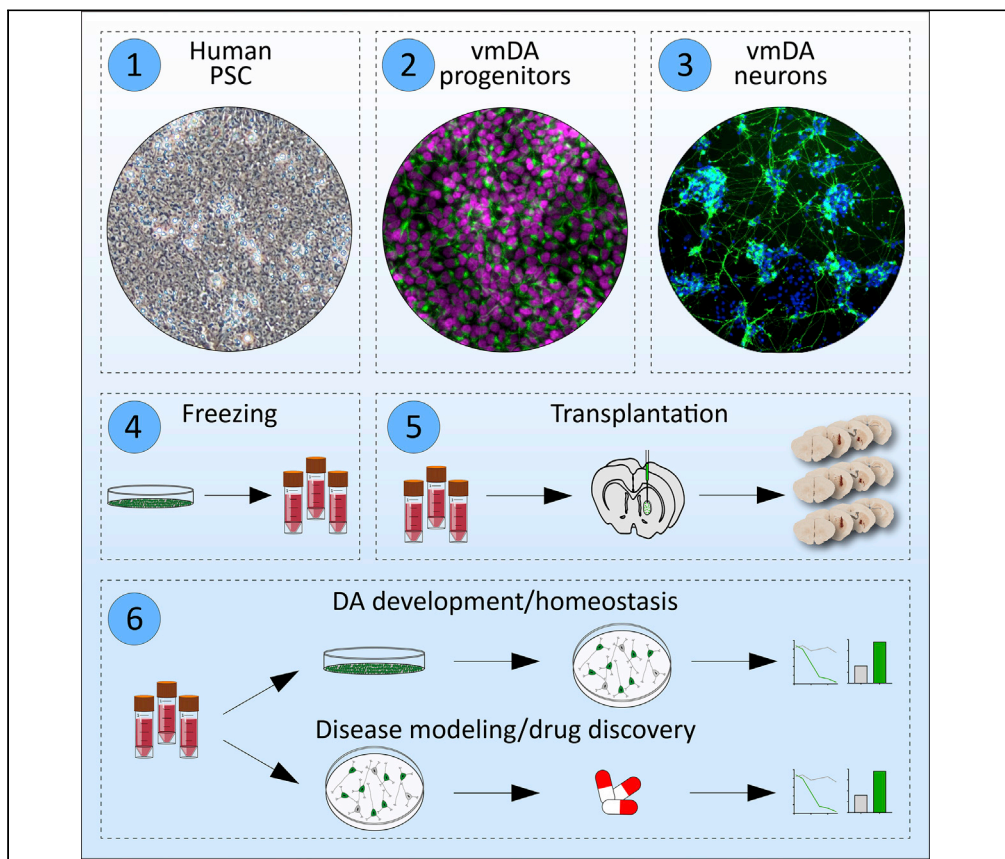 1
Human
PSC
2
vmDA
progenitors
3
vmDA
neurons
4
Freezing
5
Transplantation
6
DA development/homeostasis
Disease modeling/drug discovery